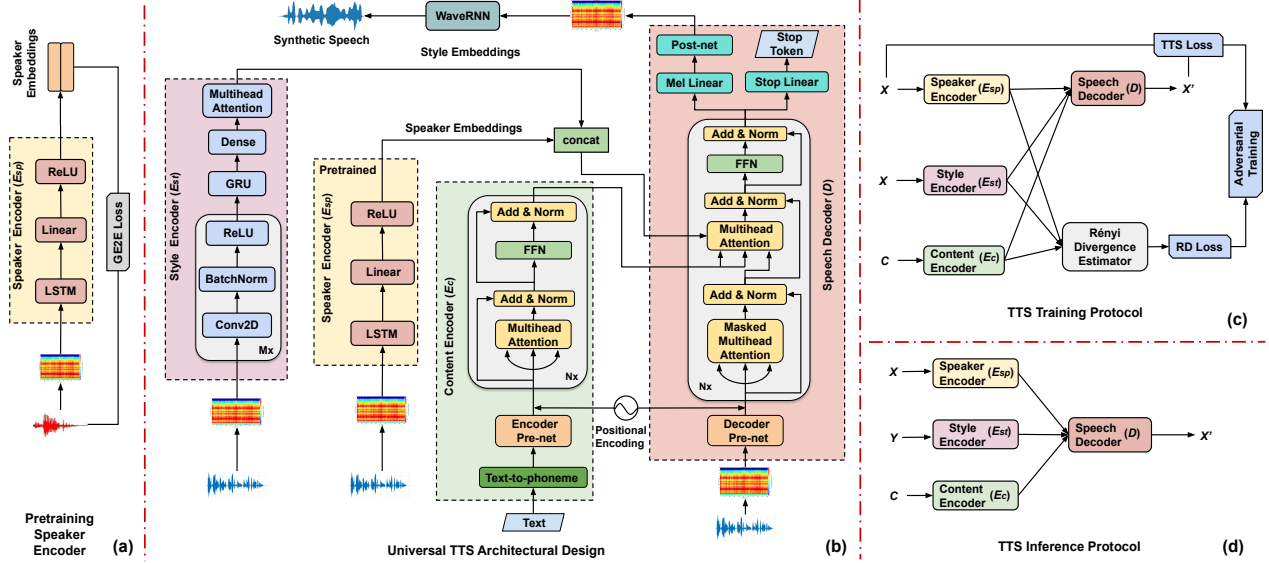 Speaker
Embeddings
Speaker Encoder (Esp)
ReLU
Linear
LSTM
GE2E Loss
Pretraining
Speaker
Encoder
(a)
Synthetic Speech
WaveRNN
Style Embeddings
Style Encoder (Est)
Multihead
Attention
Dense
GRU
ReLU
BatchNorm
Conv2D
Mx
Speaker Embeddings
concat
Pretrained
Speaker Encoder (Esp)
ReLU
Linear
LSTM
Content Encoder (Ec)
Add & Norm
FFN
Add & Norm
Multihead
Attention
Nx
Encoder
Pre-net
Text-to-phoneme
Text
Positional
Encoding
Speech Decoder (D)
Post-net
Stop
Token
Mel Linear
Stop Linear
Add & Norm
FFN
Add & Norm
Multihead
Attention
Add & Norm
Masked
Multihead
Attention
Nx
Decoder
Pre-net
Universal TTS Architectural Design
(b)
TTS Loss
X
Speaker
Encoder (Esp)
Speech
Decoder (D)
X'
X
Style
Encoder (Est)
Adversarial
Training
C
Content
Encoder (Ec)
Rényi
Divergence
Estimator
RD Loss
TTS Training Protocol
(c)
X
Speaker
Encoder (Esp)
Y
Style
Encoder (Est)
Speech
Decoder (D)
X'
C
Content
Encoder (Ec)
TTS Inference Protocol
(d)